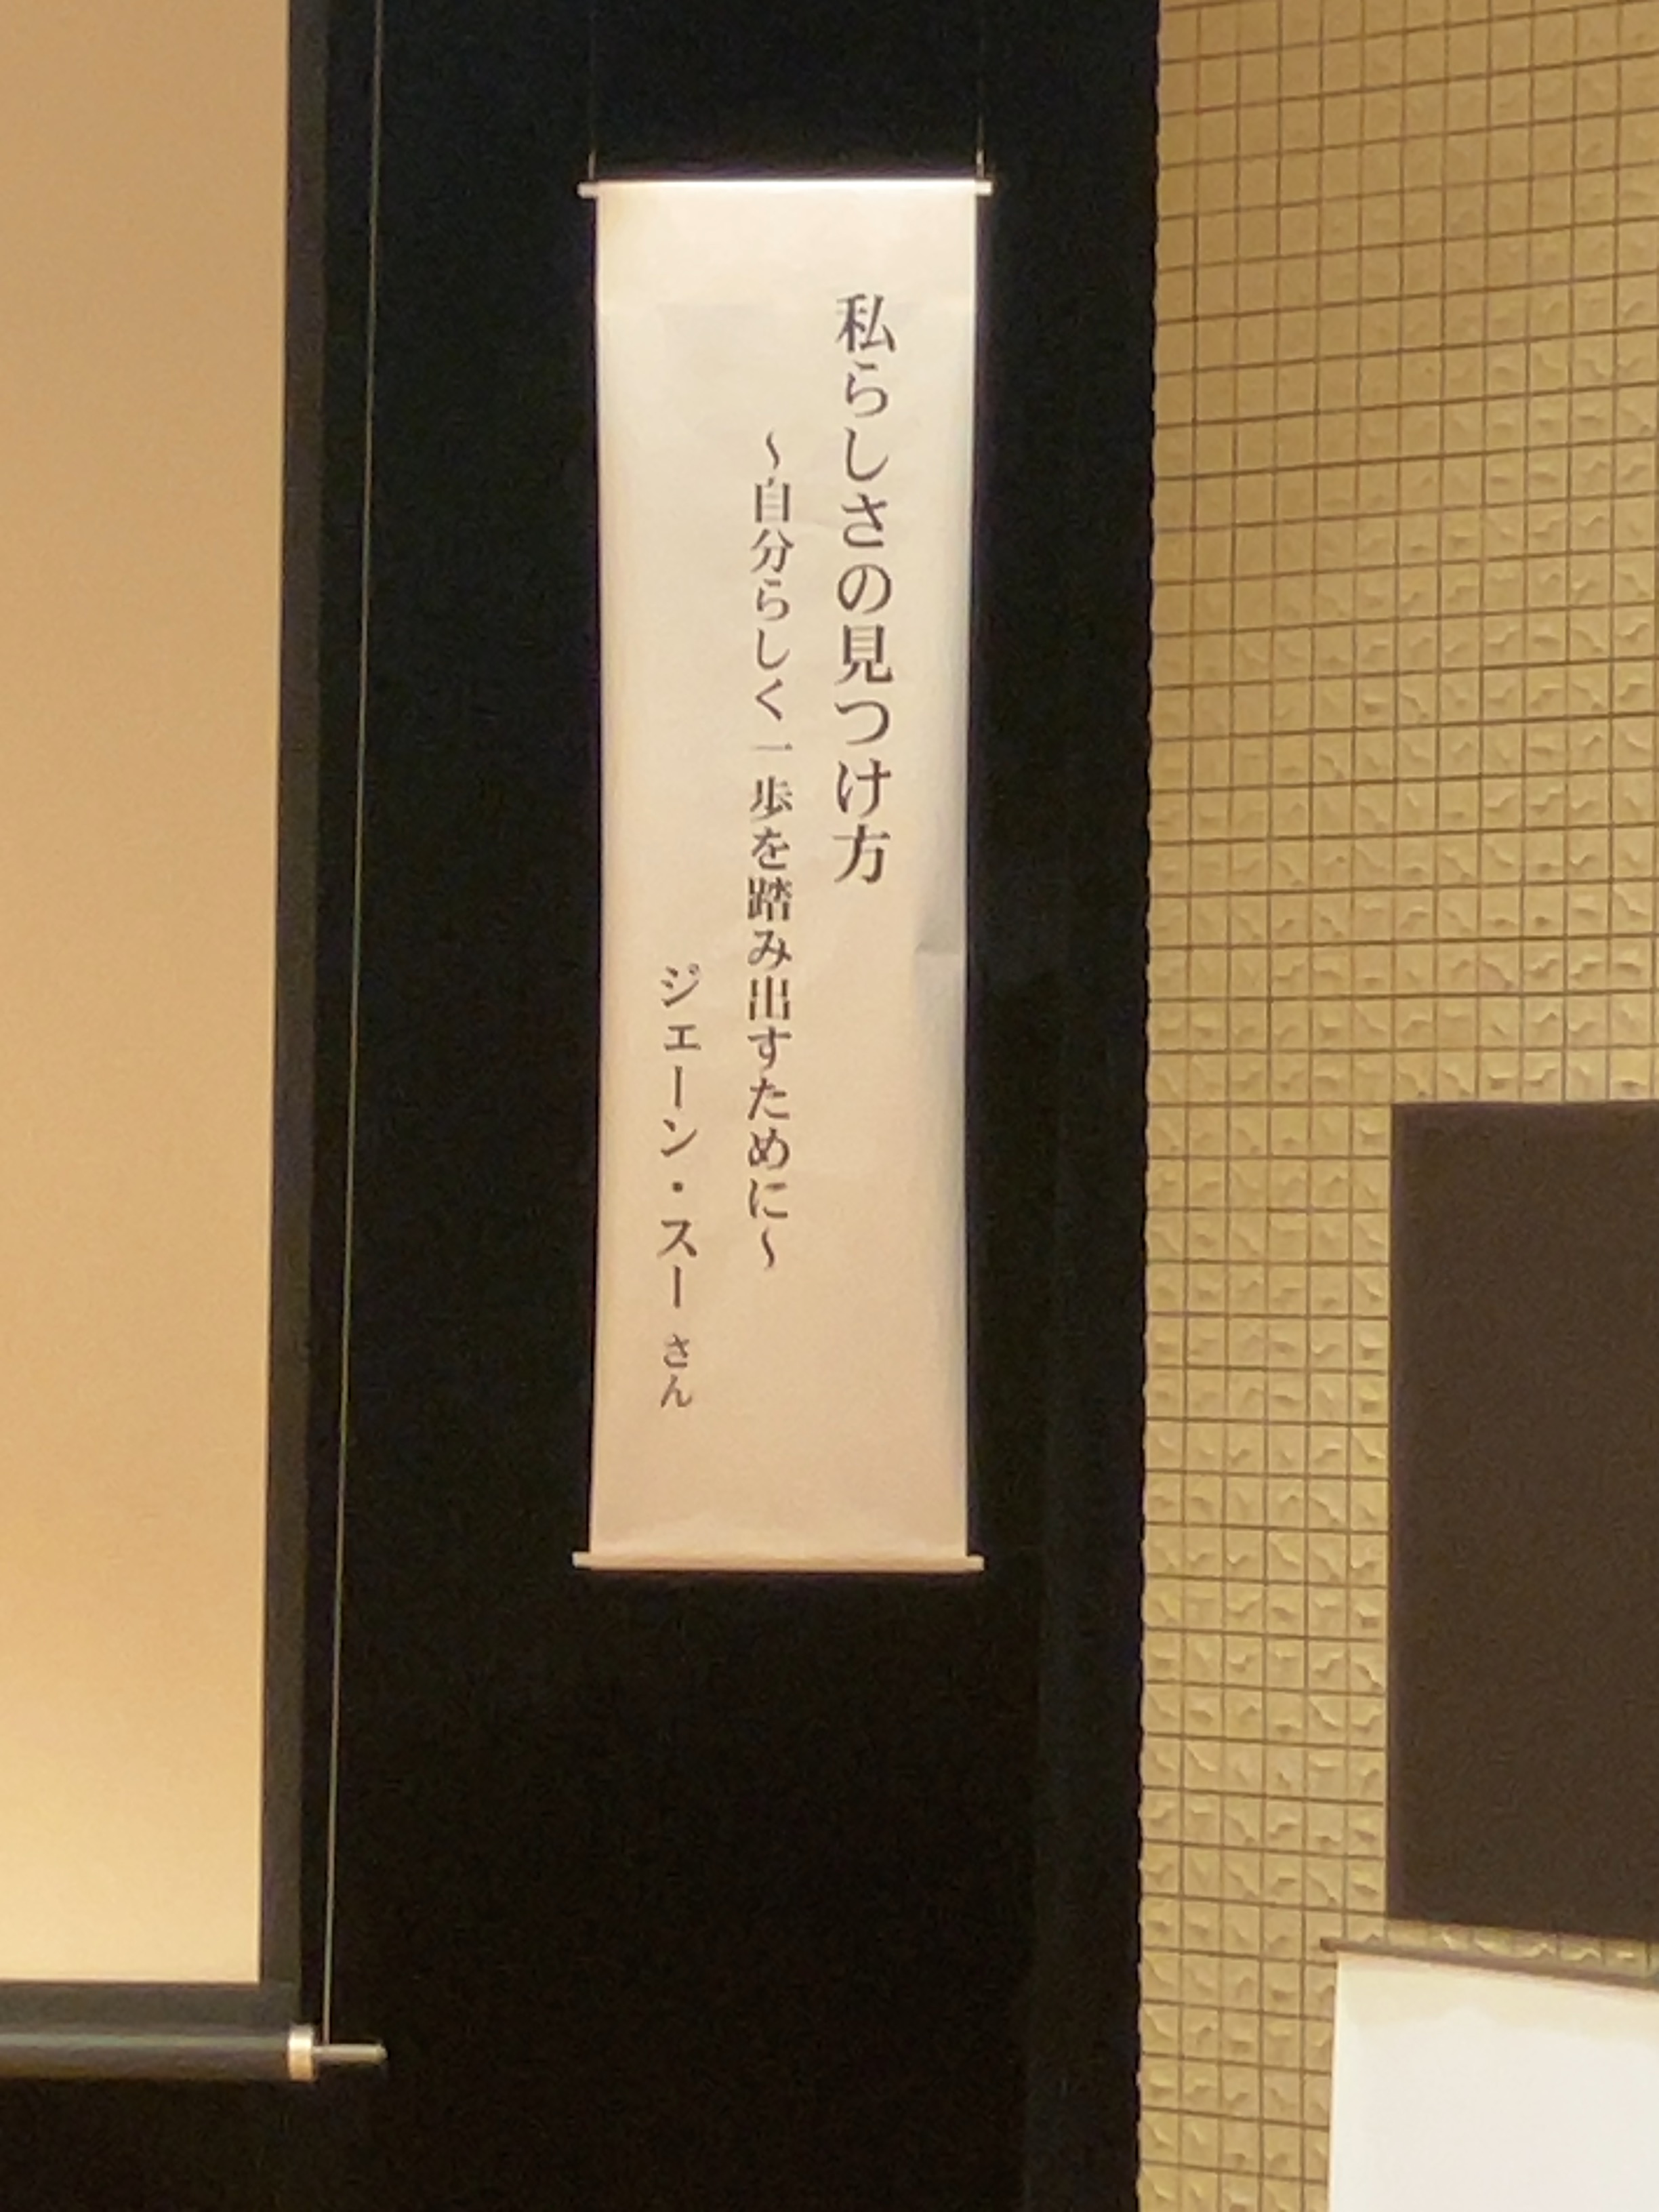 私らしさの見つけ方
～自分らしく一歩を踏み出すために～
ジェーン・スー さん